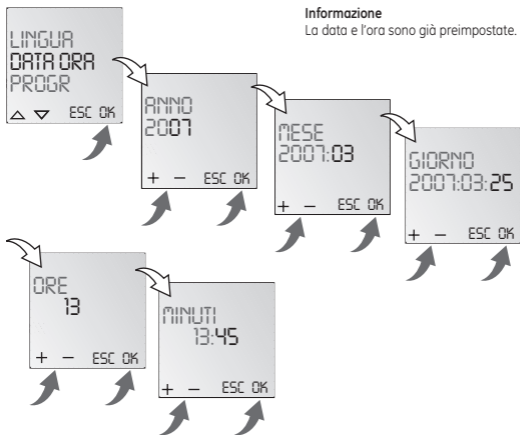 Informazione
La data e l'ora sono già preimpostate.
LINGUA
DATA ORA
PROGR
△ ▽ ESC OK
ANNO
2007
+ − ESC OK
MESE
2007:03
+ − ESC OK
GIORNO
2007:03:25
+ − ESC OK
ORE
13
+ − ESC OK
MINUTI
13:45
+ − ESC OK